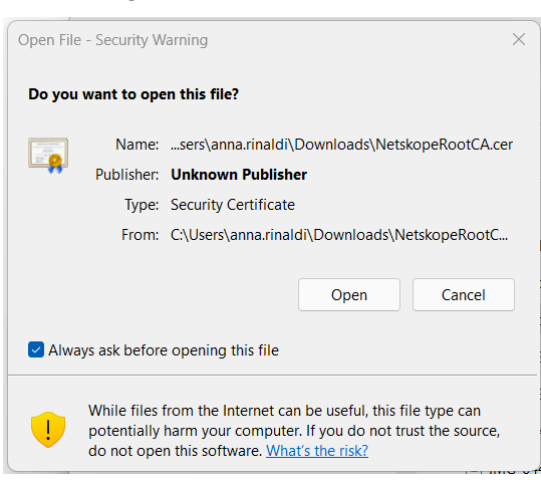 Open File - Security Warning
Do you want to open this file?
Name: ...sers\anna.rinaldi\Downloads\NetskopeRootCA.cer
Publisher: Unknown Publisher
Type: Security Certificate
From: C:\Users\anna.rinaldi\Downloads\NetskopeRootC...
Open Cancel
Always ask before opening this file
While files from the Internet can be useful, this file type can
potentially harm your computer. If you do not trust the source,
do not open this software. What's the risk?